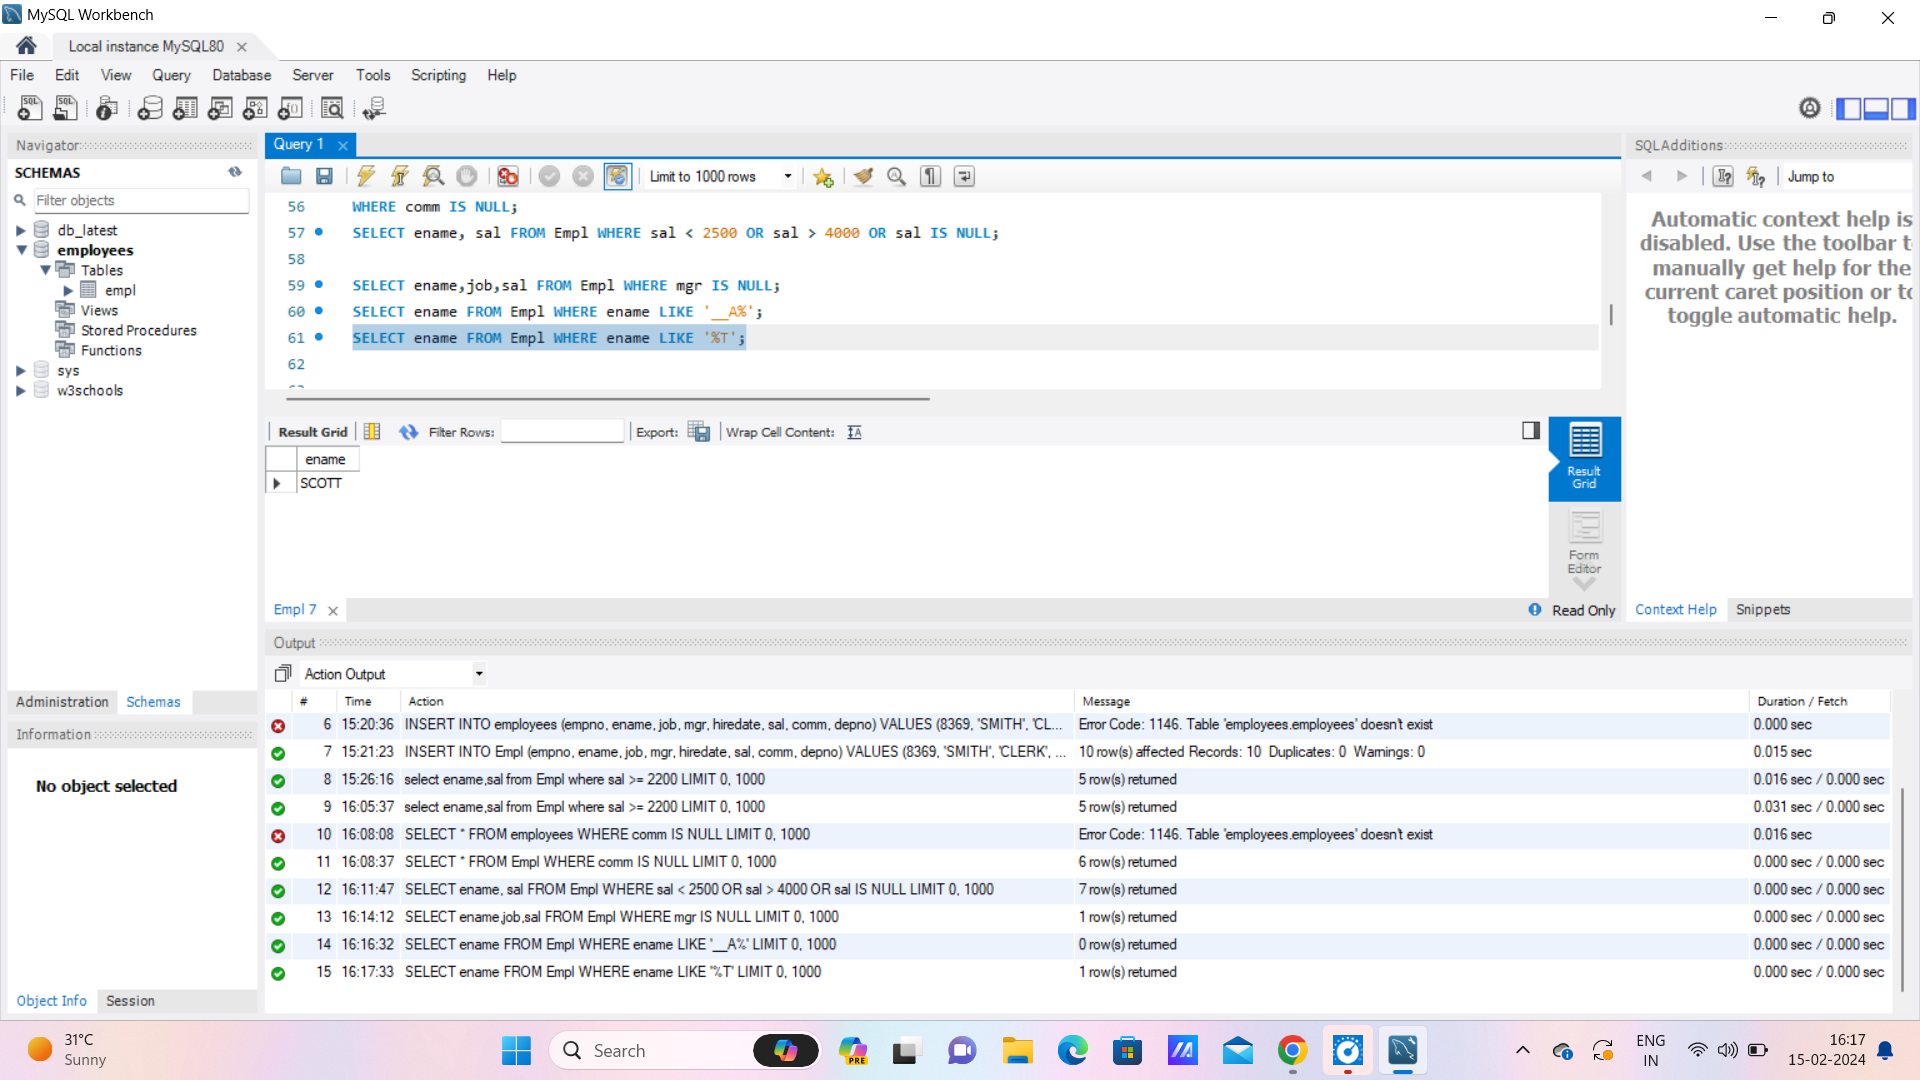 MySQL Workbench
Local instance MySQL80
File Edit View Query Database Server Tools Scripting Help
Navigator
SCHEMAS
Filter objects
db_latest
employees
Tables
empl
Views
Stored Procedures
Functions
sys
w3schools
Administration Schemas
Information
No object selected
Object Info Session
Query 1
Limit to 1000 rows
56 WHERE comm IS NULL;
57 SELECT ename, sal FROM Empl WHERE sal < 2500 OR sal > 4000 OR sal IS NULL;
58
59 SELECT ename,job,sal FROM Empl WHERE mgr IS NULL;
60 SELECT ename FROM Empl WHERE ename LIKE '__A%';
61 SELECT ename FROM Empl WHERE ename LIKE '%T';
62
Result Grid Filter Rows: Export: Wrap Cell Content:
ename
SCOTT
Result
Grid
Form
Editor
Empl 7
Read Only
SQLAdditions
Jump to
Automatic context help is
disabled. Use the toolbar
manually get help for the
current caret position or
toggle automatic help.
Context Help Snippets
Output
Action Output
# Time Action Message Duration / Fetch
6 15:20:36 INSERT INTO employees (empno, ename, job, mgr, hiredate, sal, comm, depno) VALUES (8369, 'SMITH', 'CL... Error Code: 1146. Table 'employees.employees' doesn't exist 0.000 sec
7 15:21:23 INSERT INTO Empl (empno, ename, job, mgr, hiredate, sal, comm, depno) VALUES (8369, 'SMITH', 'CLERK', ... 10 row(s) affected Records: 10 Duplicates: 0 Warnings: 0 0.015 sec
8 15:26:16 select ename,sal from Empl where sal >= 2200 LIMIT 0, 1000 5 row(s) returned 0.016 sec / 0.000 sec
9 16:05:37 select ename,sal from Empl where sal >= 2200 LIMIT 0, 1000 5 row(s) returned 0.031 sec / 0.000 sec
10 16:08:08 SELECT * FROM employees WHERE comm IS NULL LIMIT 0, 1000 Error Code: 1146. Table 'employees.employees' doesn't exist 0.016 sec
11 16:08:37 SELECT * FROM Empl WHERE comm IS NULL LIMIT 0, 1000 6 row(s) returned 0.000 sec / 0.000 sec
12 16:11:47 SELECT ename, sal FROM Empl WHERE sal < 2500 OR sal > 4000 OR sal IS NULL LIMIT 0, 1000 7 row(s) returned 0.000 sec / 0.000 sec
13 16:14:12 SELECT ename,job,sal FROM Empl WHERE mgr IS NULL LIMIT 0, 1000 1 row(s) returned 0.000 sec / 0.000 sec
14 16:16:32 SELECT ename FROM Empl WHERE ename LIKE '__A%' LIMIT 0, 1000 0 row(s) returned 0.000 sec / 0.000 sec
15 16:17:33 SELECT ename FROM Empl WHERE ename LIKE '%T' LIMIT 0, 1000 1 row(s) returned 0.000 sec / 0.000 sec
31°C
Sunny
Search
PRE
ENG
IN
16:17
15-02-2024